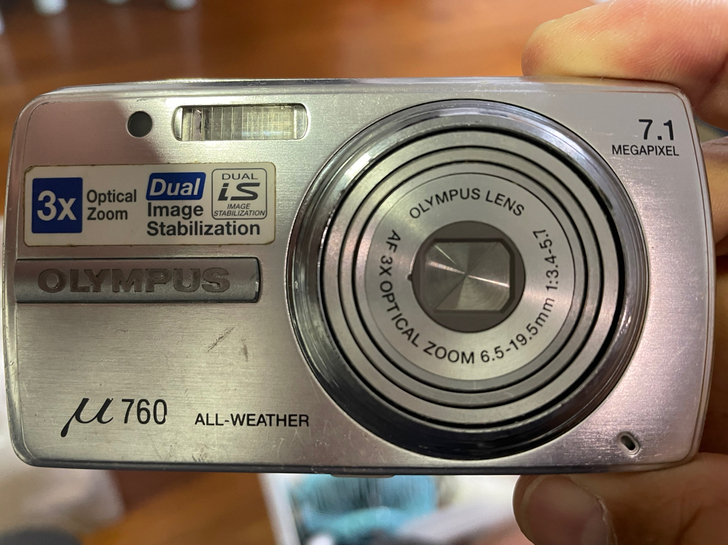 7.1
MEGAPIXEL
3x Optical Zoom
Dual Image Stabilization
DUAL
iS
IMAGE
STABILIZATION
OLYMPUS
OLYMPUS LENS
AF 3X OPTICAL ZOOM 6.5-19.5mm 1:3.4-5.7
µ 760 ALL-WEATHER